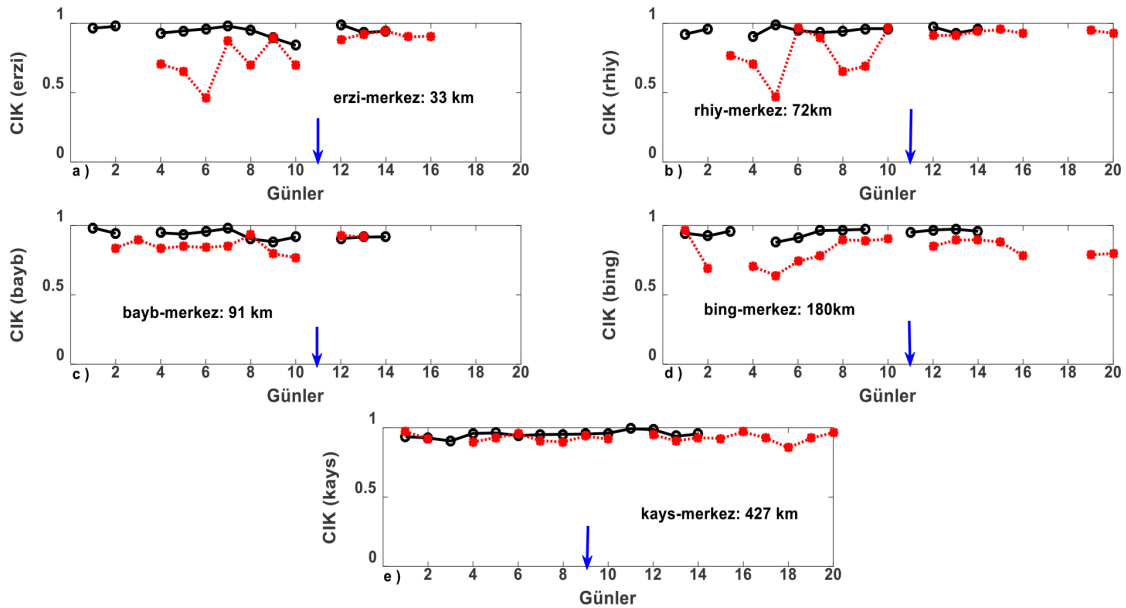 1
0.5
0
CIK (erzi)
erzi-merkez: 33 km
a )
2 4 6 8 10 12 14 16 18 20
Günler
1
0.5
0
CIK (rhiy)
rhiy-merkez: 72km
b )
2 4 6 8 10 12 14 16 18 20
Günler
1
0.5
0
CIK (bayb)
bayb-merkez: 91 km
c )
2 4 6 8 10 12 14 16 18 20
Günler
1
0.5
0
CIK (bing)
bing-merkez: 180km
d )
2 4 6 8 10 12 14 16 18 20
Günler
1
0.5
0
CIK (kays)
kays-merkez: 427 km
e )
2 4 6 8 10 12 14 16 18 20
Günler